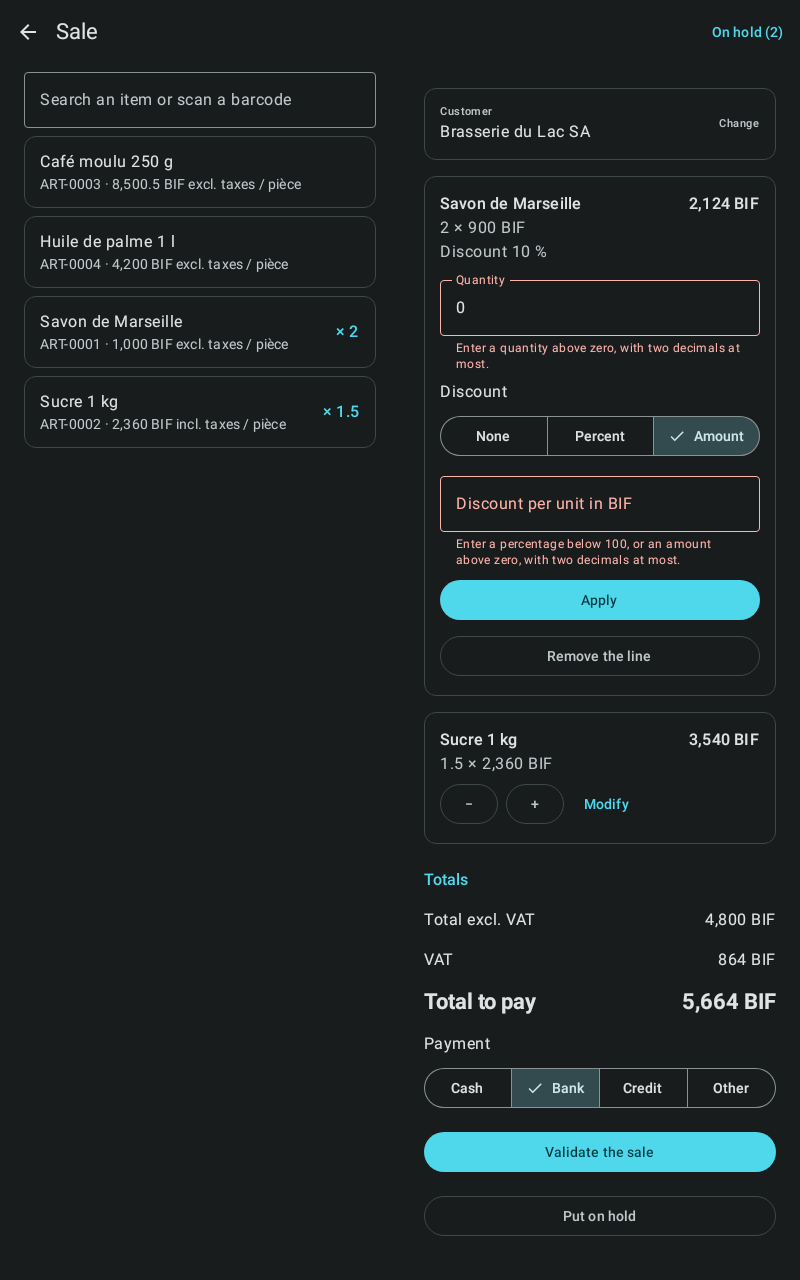 Sale
On hold (2)
Search an item or scan a barcode
Café moulu 250 g
ART-0003 · 8,500.5 BIF excl. taxes / pièce
Huile de palme 1 l
ART-0004 · 4,200 BIF excl. taxes / pièce
Savon de Marseille
ART-0001 · 1,000 BIF excl. taxes / pièce
× 2
Sucre 1 kg
ART-0002 · 2,360 BIF incl. taxes / pièce
× 1.5
Customer
Brasserie du Lac SA
Change
Savon de Marseille 2,124 BIF
2 × 900 BIF
Discount 10 %
Quantity
0
Enter a quantity above zero, with two decimals at
most.
Discount
None Percent Amount
Discount per unit in BIF
Enter a percentage below 100, or an amount
above zero, with two decimals at most.
Apply
Remove the line
Sucre 1 kg 3,540 BIF
1.5 × 2,360 BIF
− + Modify
Totals
Total excl. VAT 4,800 BIF
VAT 864 BIF
Total to pay 5,664 BIF
Payment
Cash Bank Credit Other
Validate the sale
Put on hold